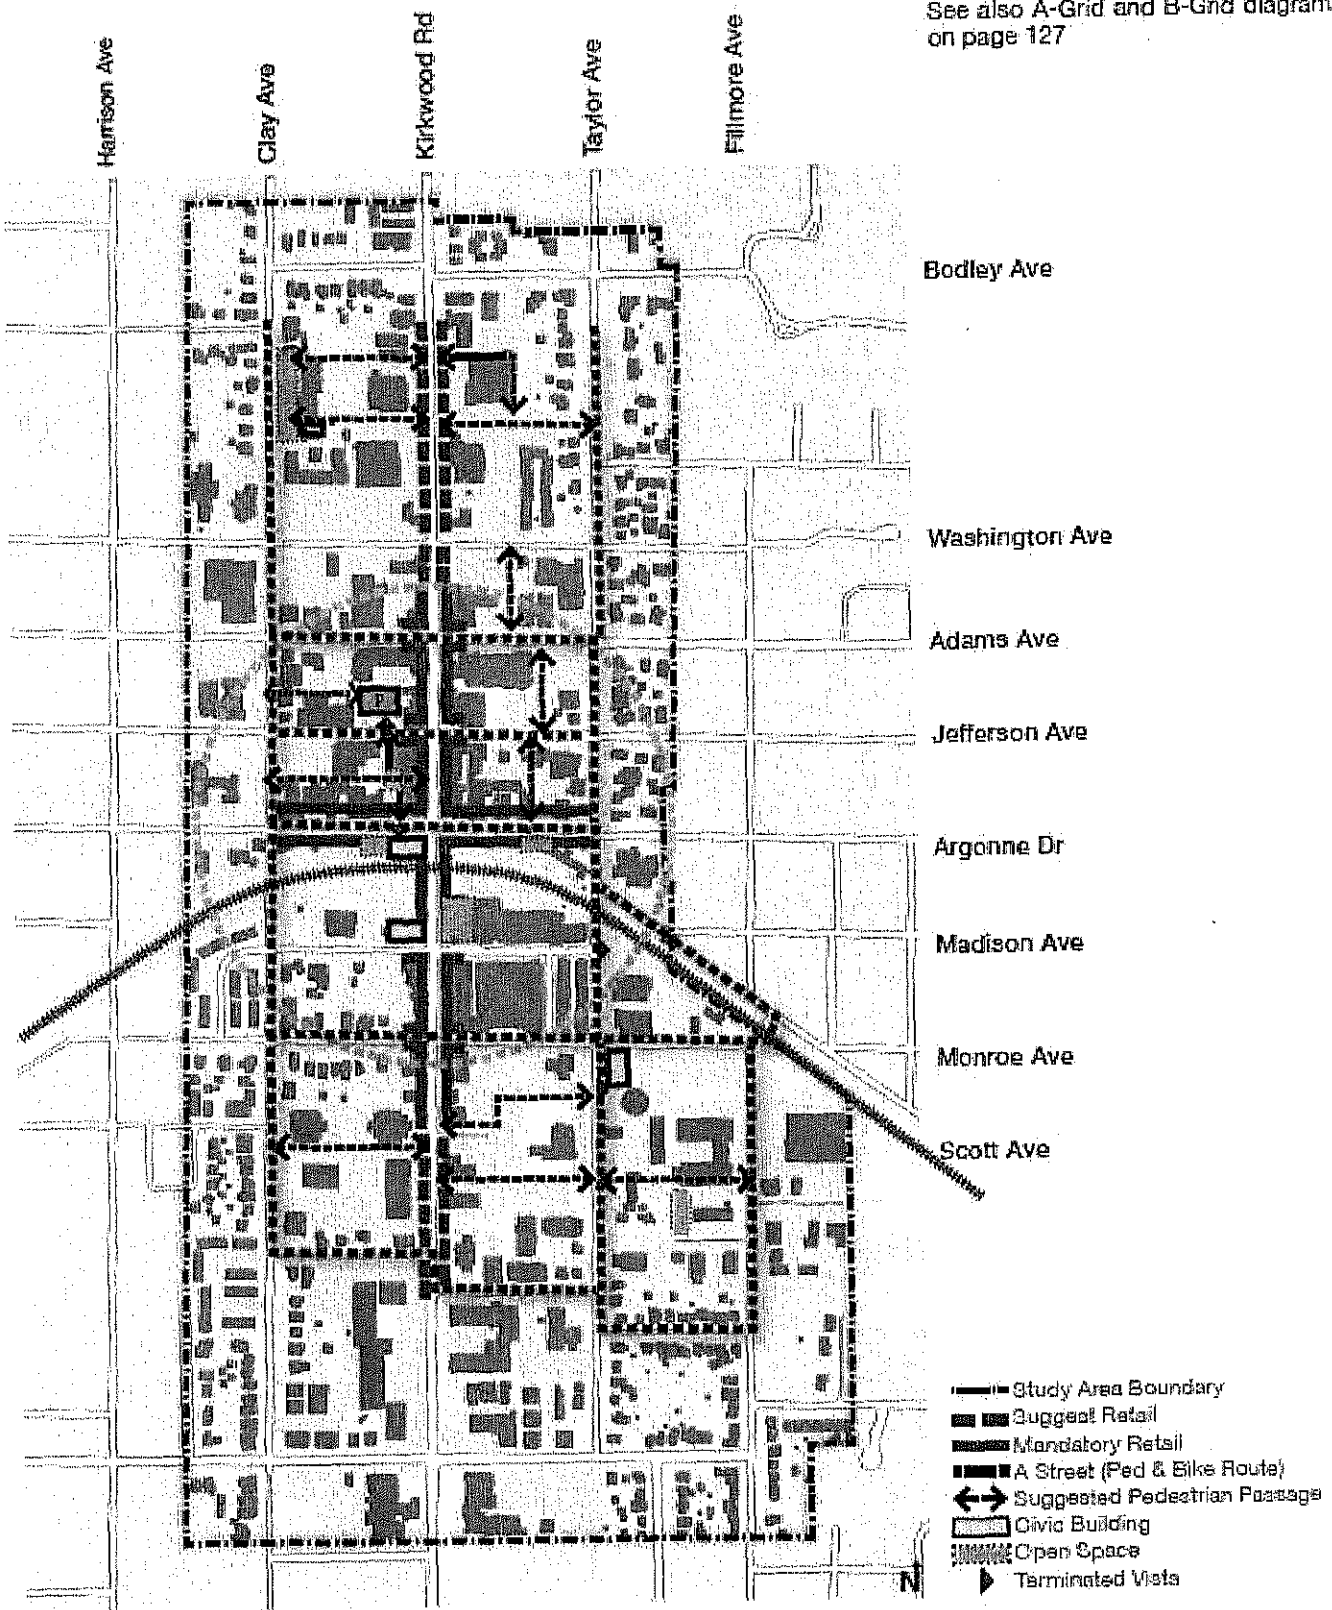 See also A-Grid and B-Grid diagram
on page 127
Harrison Ave
Clay Ave
Kirkwood Rd
Taylor Ave
Fillmore Ave
Bodley Ave
Washington Ave
Adams Ave
Jefferson Ave
Argonne Dr
Madison Ave
Monroe Ave
Scott Ave
Study Area Boundary
Suggest Retail
Mandatory Retail
A Street (Ped & Bike Route)
Suggested Pedestrian Passage
Civic Building
Open Space
Terminated Vista
N